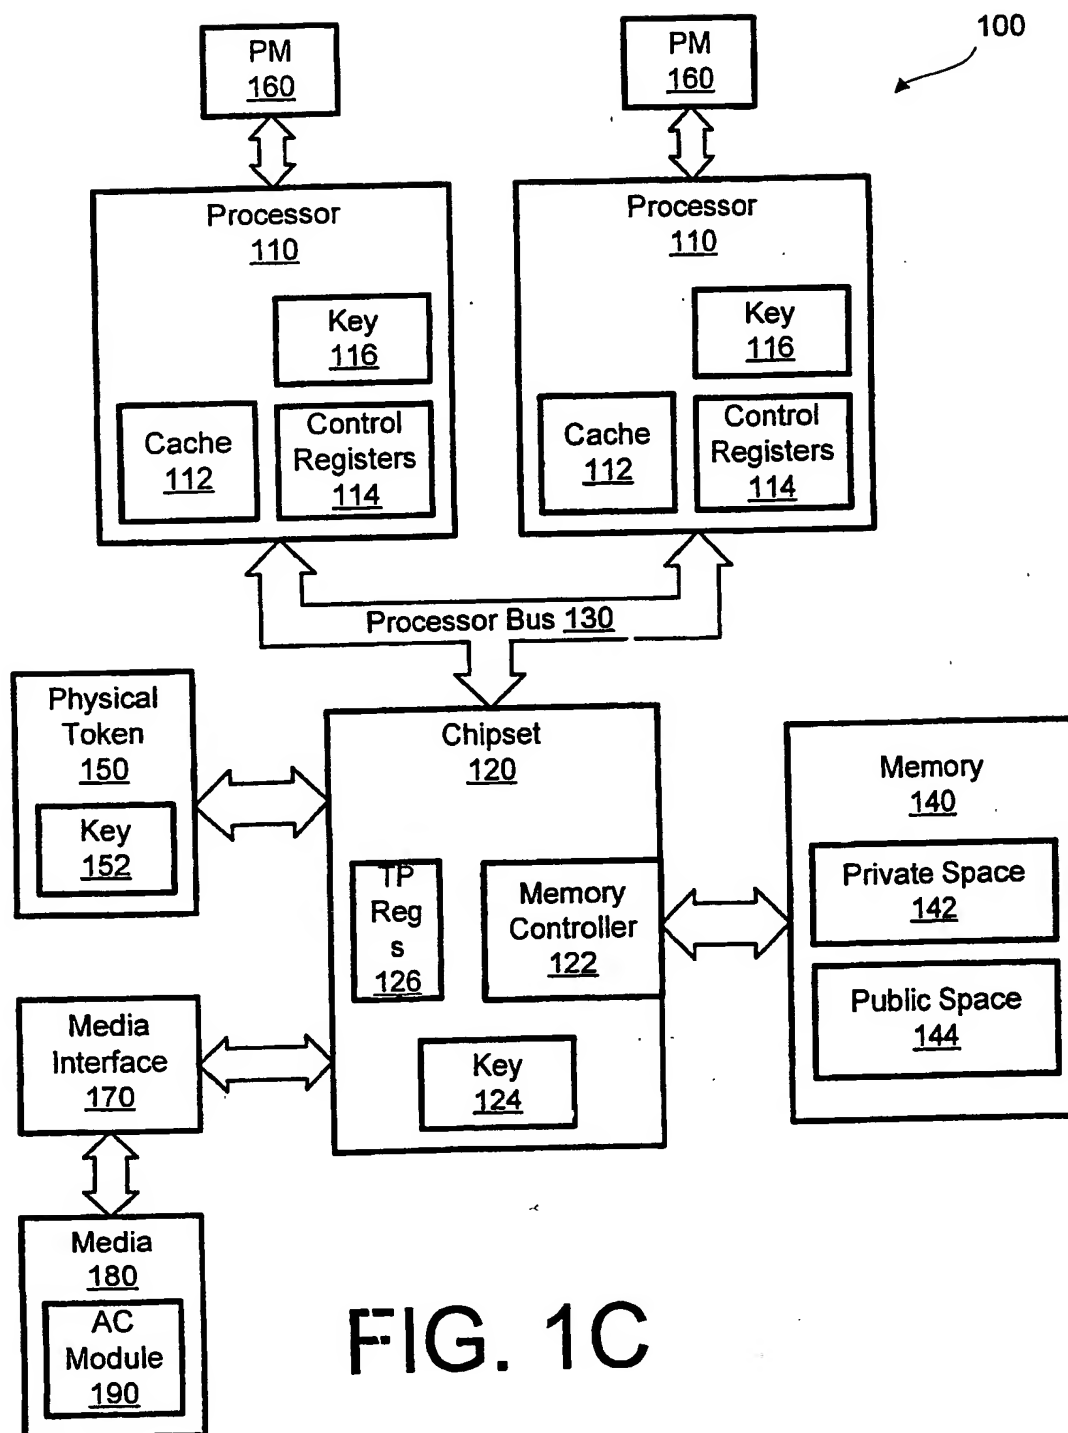 100
PM
160
PM
160
Processor
110
Key
116
Cache
112
Control
Registers
114
Processor
110
Key
116
Cache
112
Control
Registers
114
Processor Bus 130
Physical
Token
150
Key
152
Chipset
120
TP
Reg
s
126
Memory
Controller
122
Key
124
Memory
140
Private Space
142
Public Space
144
Media
Interface
170
Media
180
AC
Module
190
FIG. 1C